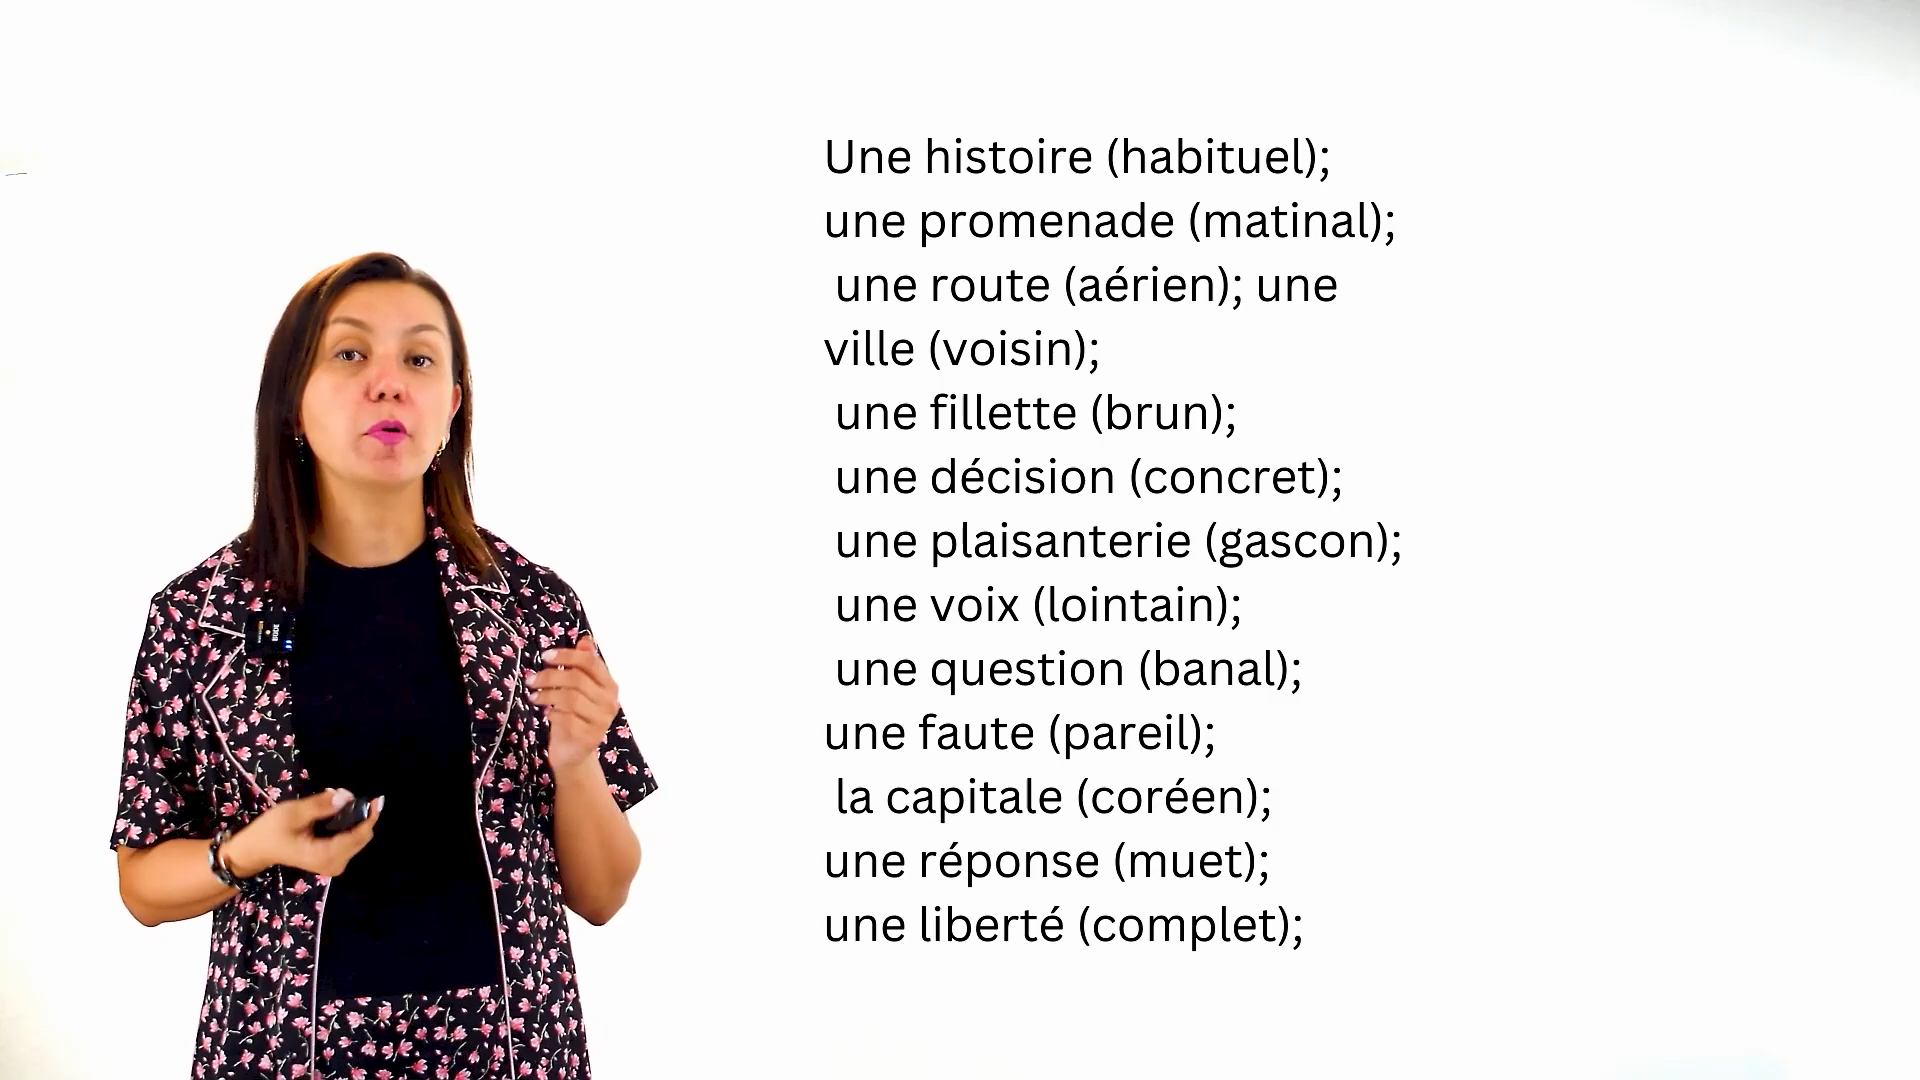 Une histoire (habituel);
une promenade (matinal);
une route (aérien); une
ville (voisin);
une fillette (brun);
une décision (concret);
une plaisanterie (gascon);
une voix (lointain);
une question (banal);
une faute (pareil);
la capitale (coréen);
une réponse (muet);
une liberté (complet);